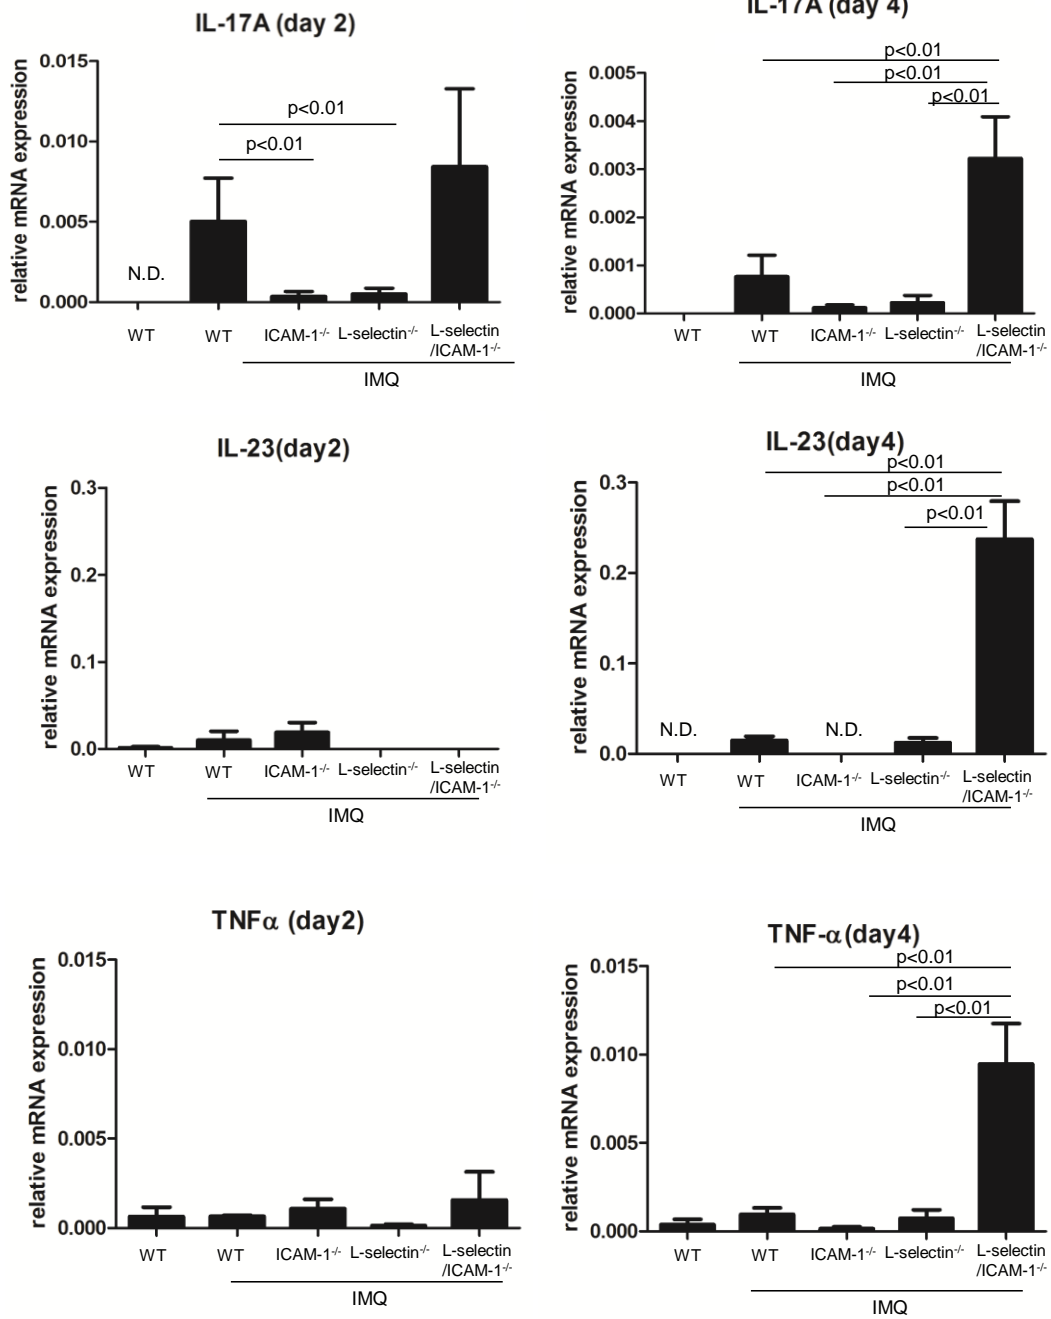 IL-17A (day 2)
relative mRNA expression
0.015
0.010
0.005
0.000
p<0.01
p<0.01
N.D.
WT
WT
ICAM-1-/-
L-selectin-/-
L-selectin
/ICAM-1-/-
IMQ
IL-17A (day 4)
relative mRNA expression
0.005
0.004
0.003
0.002
0.001
0.000
p<0.01
p<0.01
p<0.01
WT
WT
ICAM-1-/-
L-selectin-/-
L-selectin
/ICAM-1-/-
IMQ
IL-23(day2)
relative mRNA expression
0.3
0.2
0.1
0.0
WT
WT
ICAM-1-/-
L-selectin-/-
L-selectin
/ICAM-1-/-
IMQ
IL-23(day4)
relative mRNA expression
0.3
0.2
0.1
0.0
p<0.01
p<0.01
p<0.01
N.D.
N.D.
WT
WT
ICAM-1-/-
L-selectin-/-
L-selectin
/ICAM-1-/-
IMQ
TNFα (day2)
relative mRNA expression
0.015
0.010
0.005
0.000
WT
WT
ICAM-1-/-
L-selectin-/-
L-selectin
/ICAM-1-/-
IMQ
TNF-α(day4)
relative mRNA expression
0.015
0.010
0.005
0.000
p<0.01
p<0.01
p<0.01
WT
WT
ICAM-1-/-
L-selectin-/-
L-selectin
/ICAM-1-/-
IMQ